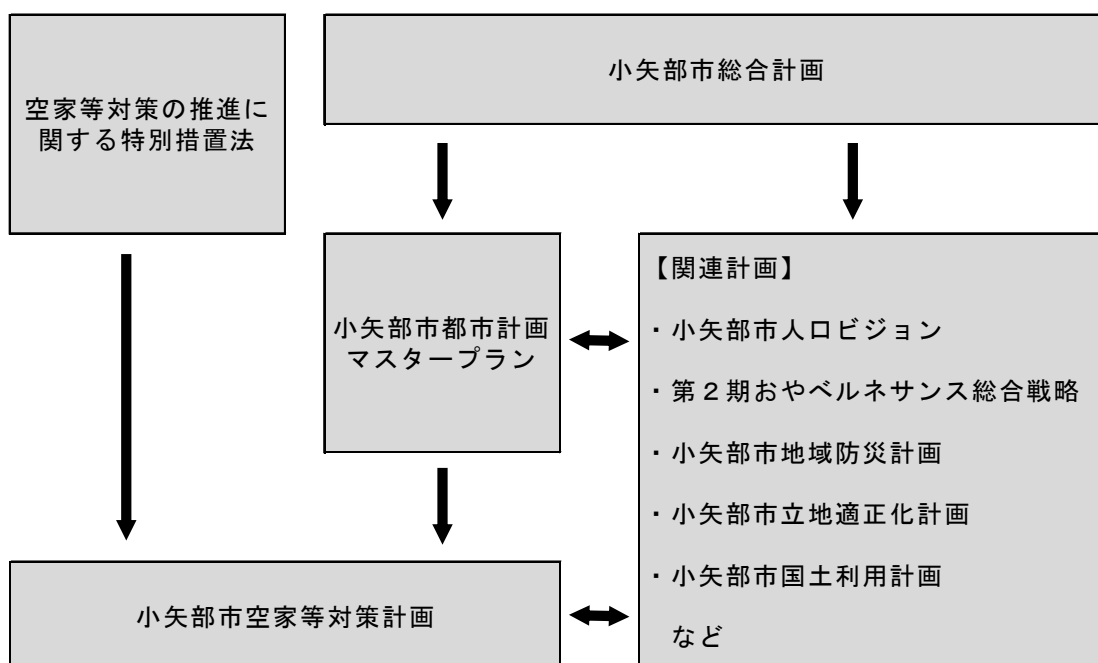 空家等対策の推進に
関する特別措置法
小矢部市総合計画
小矢部市都市計画
マスタープラン
【関連計画】
・小矢部市人口ビジョン
・第２期おやベルネサンス総合戦略
・小矢部市地域防災計画
・小矢部市立地適正化計画
・小矢部市国土利用計画
など
小矢部市空家等対策計画